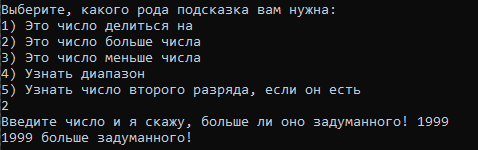 Выберите, какого рода подсказка вам нужна:
1) Это число делиться на
2) Это число больше числа
3) Это число меньше числа
4) Узнать диапазон
5) Узнать число второго разряда, если он есть
2
Введите число и я скажу, больше ли оно задуманного! 1999
1999 больше задуманного!